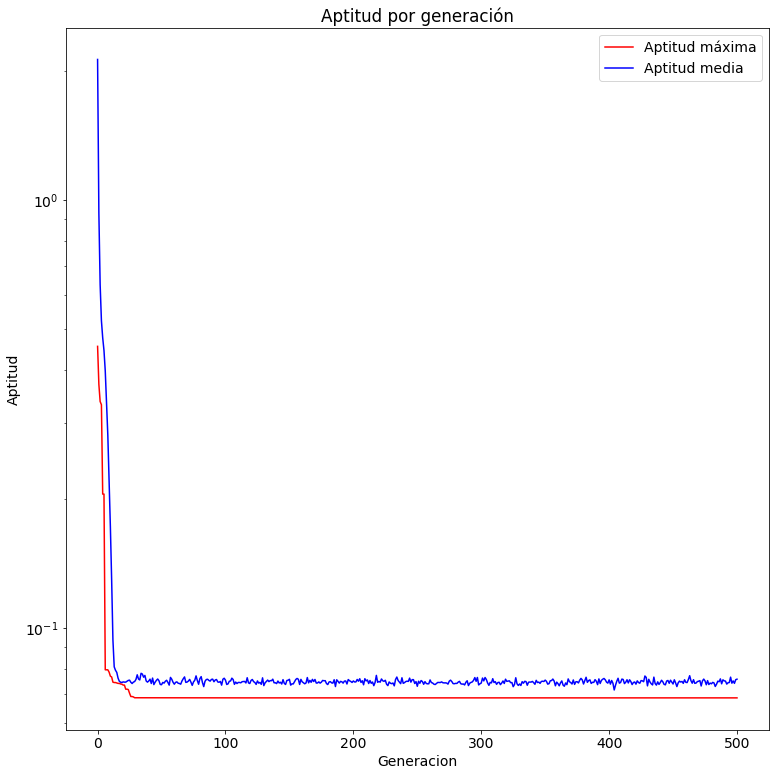 Aptitud por generación
Aptitud máxima
Aptitud media
10⁰
10⁻¹
Aptitud
0 100 200 300 400 500
Generacion